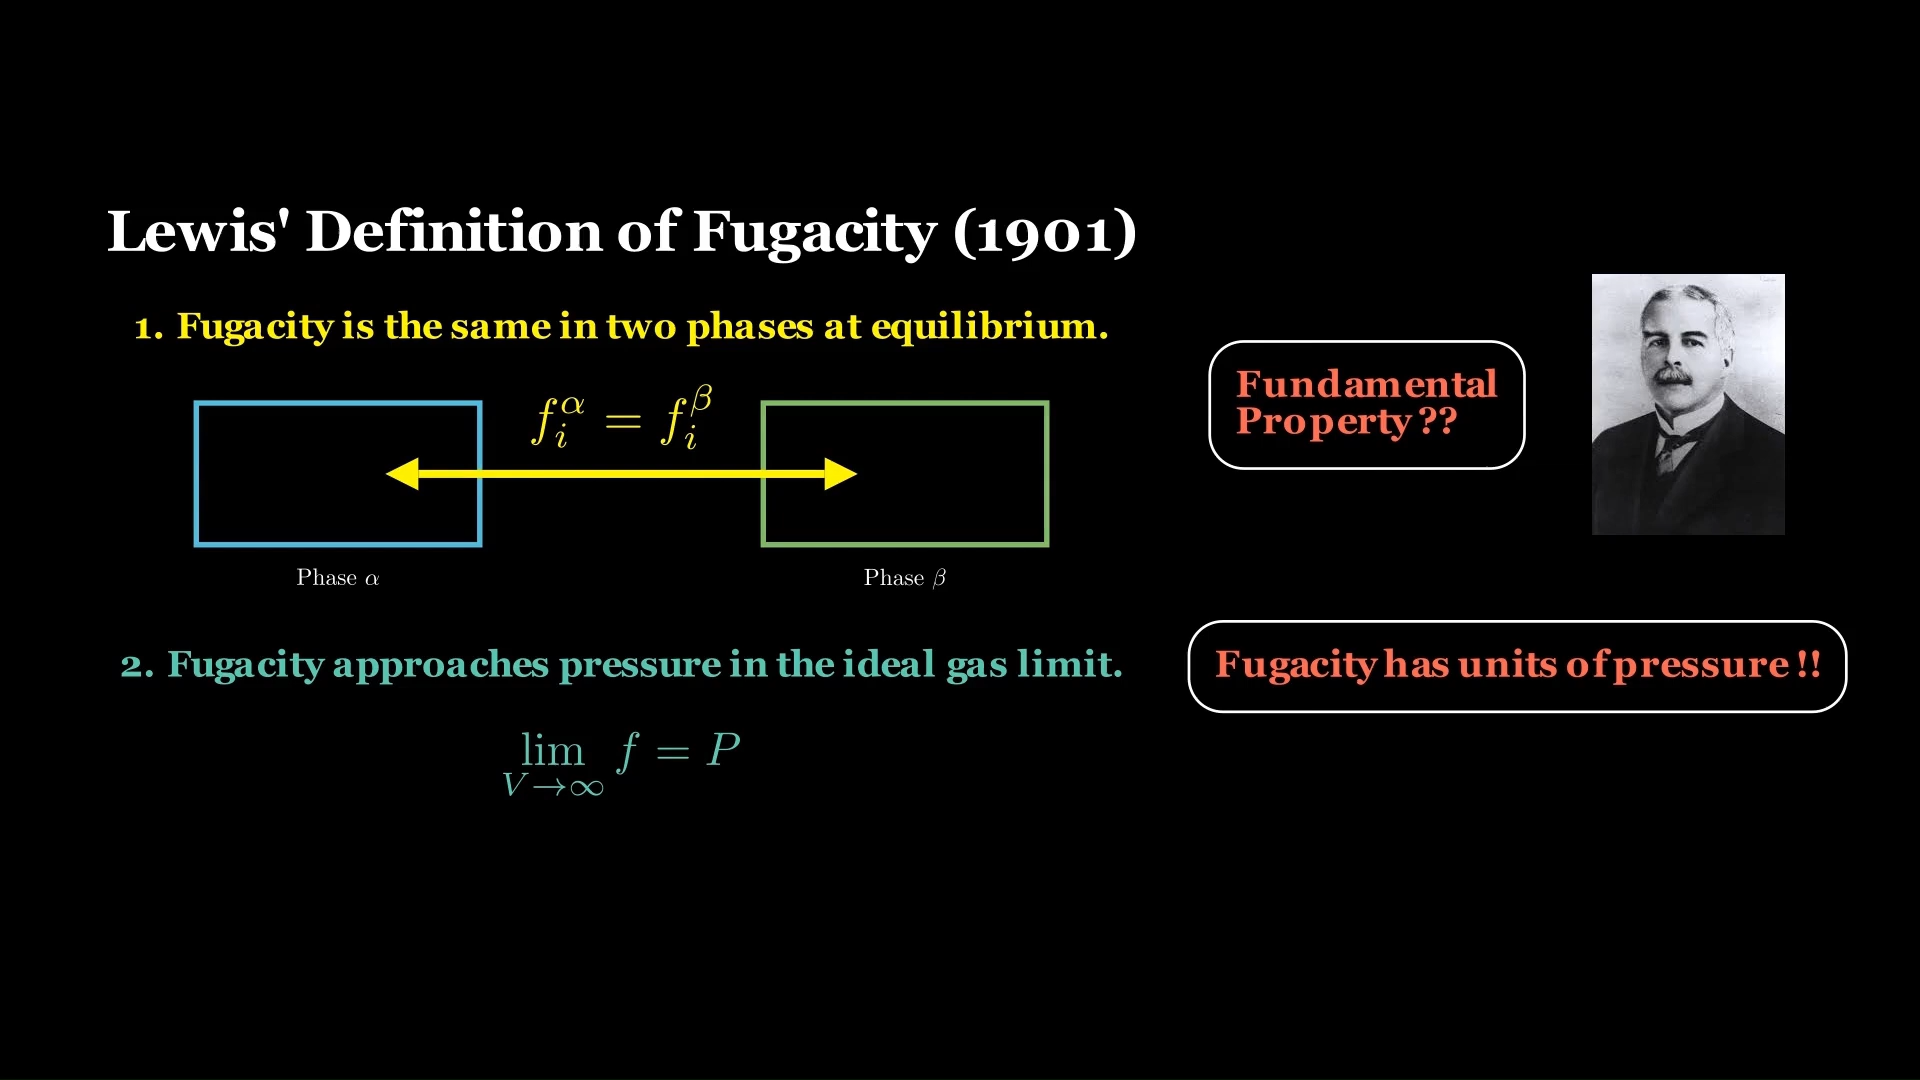 Lewis' Definition of Fugacity (1901)
1. Fugacity is the same in two phases at equilibrium.
Fundamental
Property??
f_i^α = f_i^β
Phase α
Phase β
2. Fugacity approaches pressure in the ideal gas limit.
Fugacity has units of pressure!!
lim f = P
V→∞